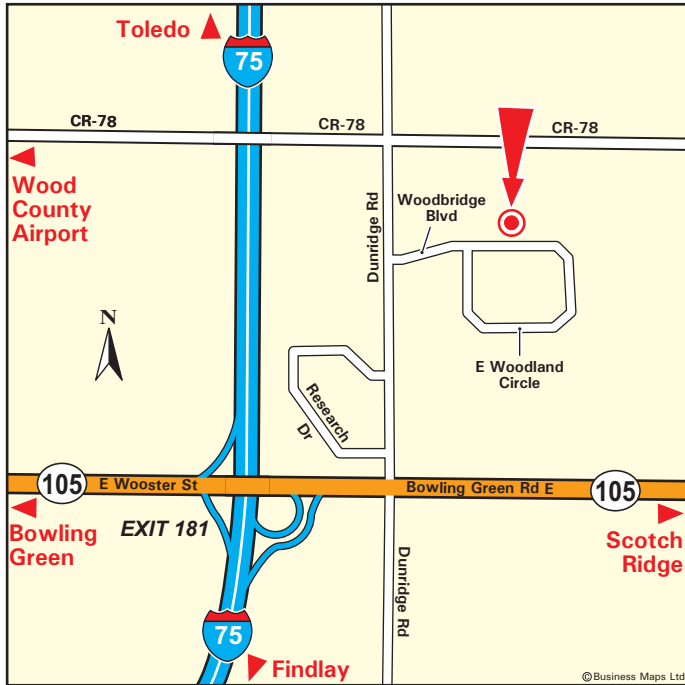 Toledo
75
CR-78
CR-78
CR-78
Wood
County
Airport
Woodbridge
Blvd
Dunridge Rd
N
E Woodland
Circle
Research
Dr
105
E Wooster St
Bowling Green Rd E
105
Bowling
Green
EXIT 181
Scotch
Ridge
Dunridge Rd
75
Findlay
©Business Maps Ltd